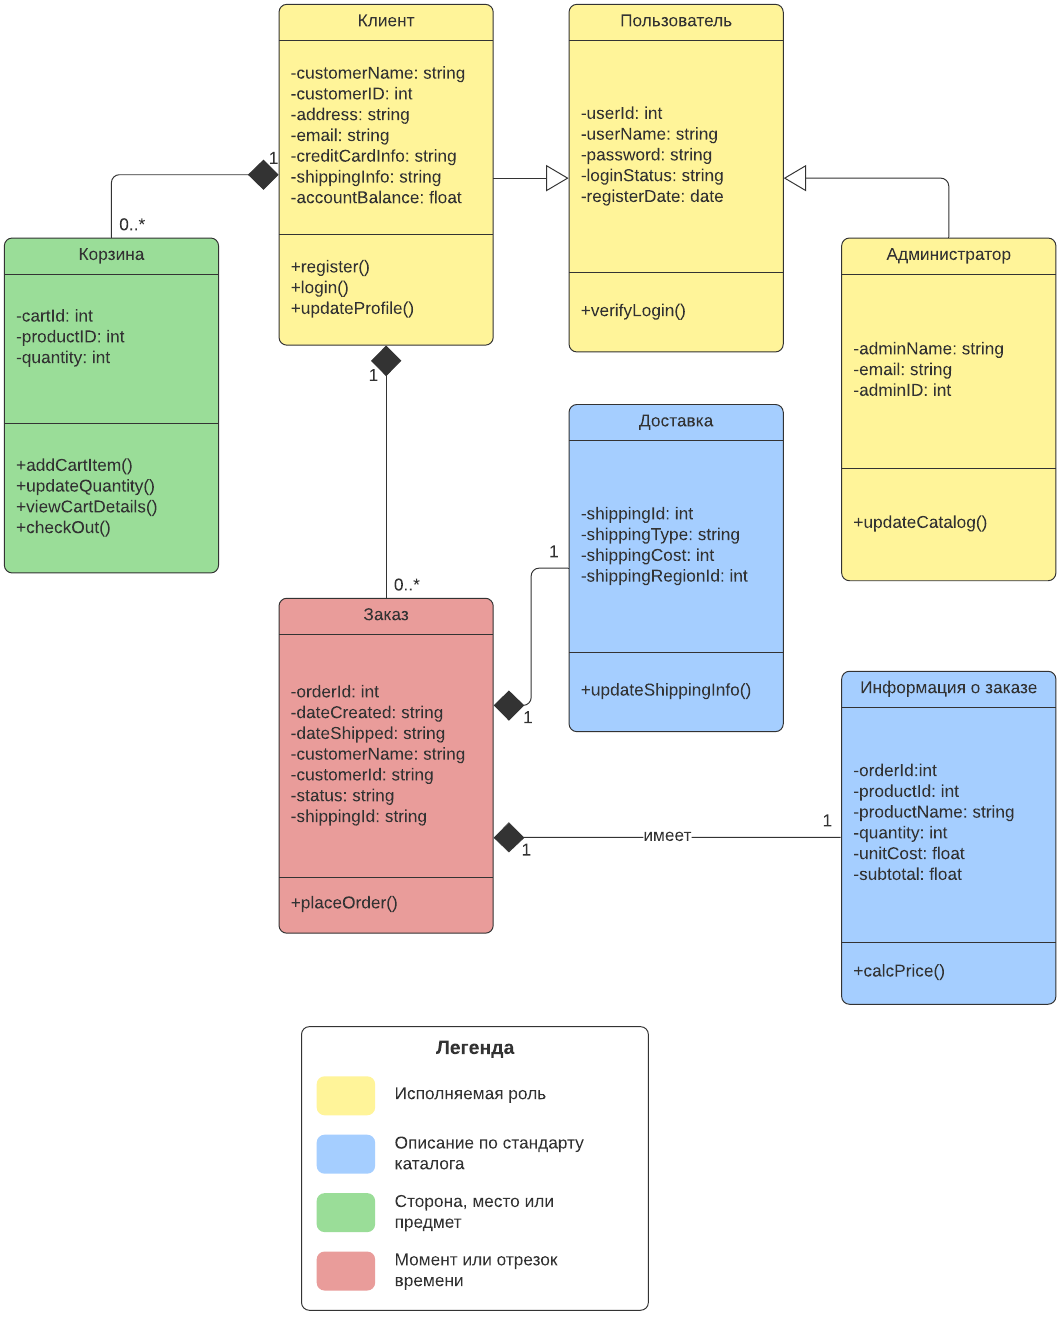 Клиент
-customerName: string
-customerID: int
-address: string
-email: string
-creditCardInfo: string
-shippingInfo: string
-accountBalance: float
+register()
+login()
+updateProfile()
Пользователь
-userId: int
-userName: string
-password: string
-loginStatus: string
-registerDate: date
+verifyLogin()
1
0..*
Корзина
-cartId: int
-productID: int
-quantity: int
+addCartItem()
+updateQuantity()
+viewCartDetails()
+checkOut()
Администратор
-adminName: string
-email: string
-adminID: int
+updateCatalog()
1
0..*
Доставка
-shippingId: int
-shippingType: string
-shippingCost: int
-shippingRegionId: int
+updateShippingInfo()
1
1
Заказ
-orderId: int
-dateCreated: string
-dateShipped: string
-customerName: string
-customerId: string
-status: string
-shippingId: string
+placeOrder()
1
имеет
1
Информация о заказе
-orderId:int
-productId: int
-productName: string
-quantity: int
-unitCost: float
-subtotal: float
+calcPrice()
Легенда
Исполняемая роль
Описание по стандарту
каталога
Сторона, место или
предмет
Момент или отрезок
времени